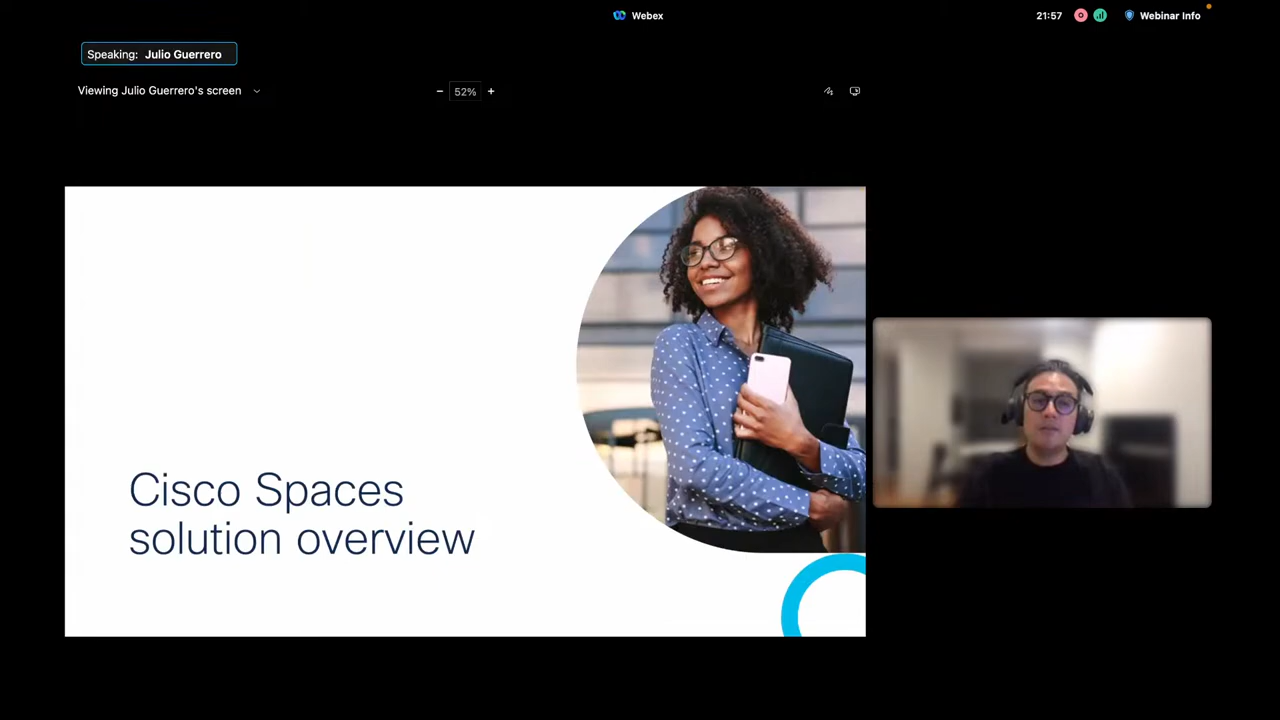 Webex
21:57
Webinar Info
Speaking: Julio Guerrero
Viewing Julio Guerrero's screen
52%
Cisco Spaces
solution overview